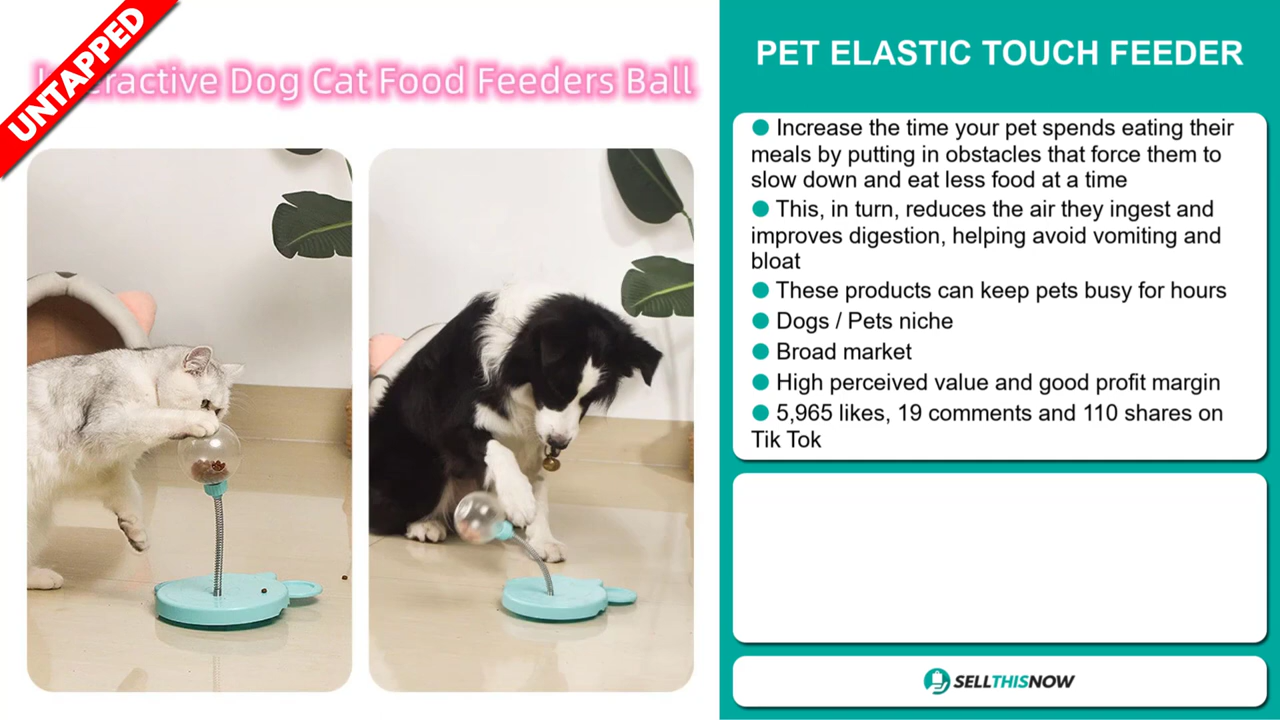 UNTAPPED
Dog Cat Food Feeders Ball
PET ELASTIC TOUCH FEEDER
● Increase the time your pet spends eating their
meals by putting in obstacles that force them to
slow down and eat less food at a time
● This, in turn, reduces the air they ingest and
improves digestion, helping avoid vomiting and
bloat
● These products can keep pets busy for hours
● Dogs / Pets niche
● Broad market
● High perceived value and good profit margin
● 5,965 likes, 19 comments and 110 shares on
Tik Tok
SELLTHISNOW